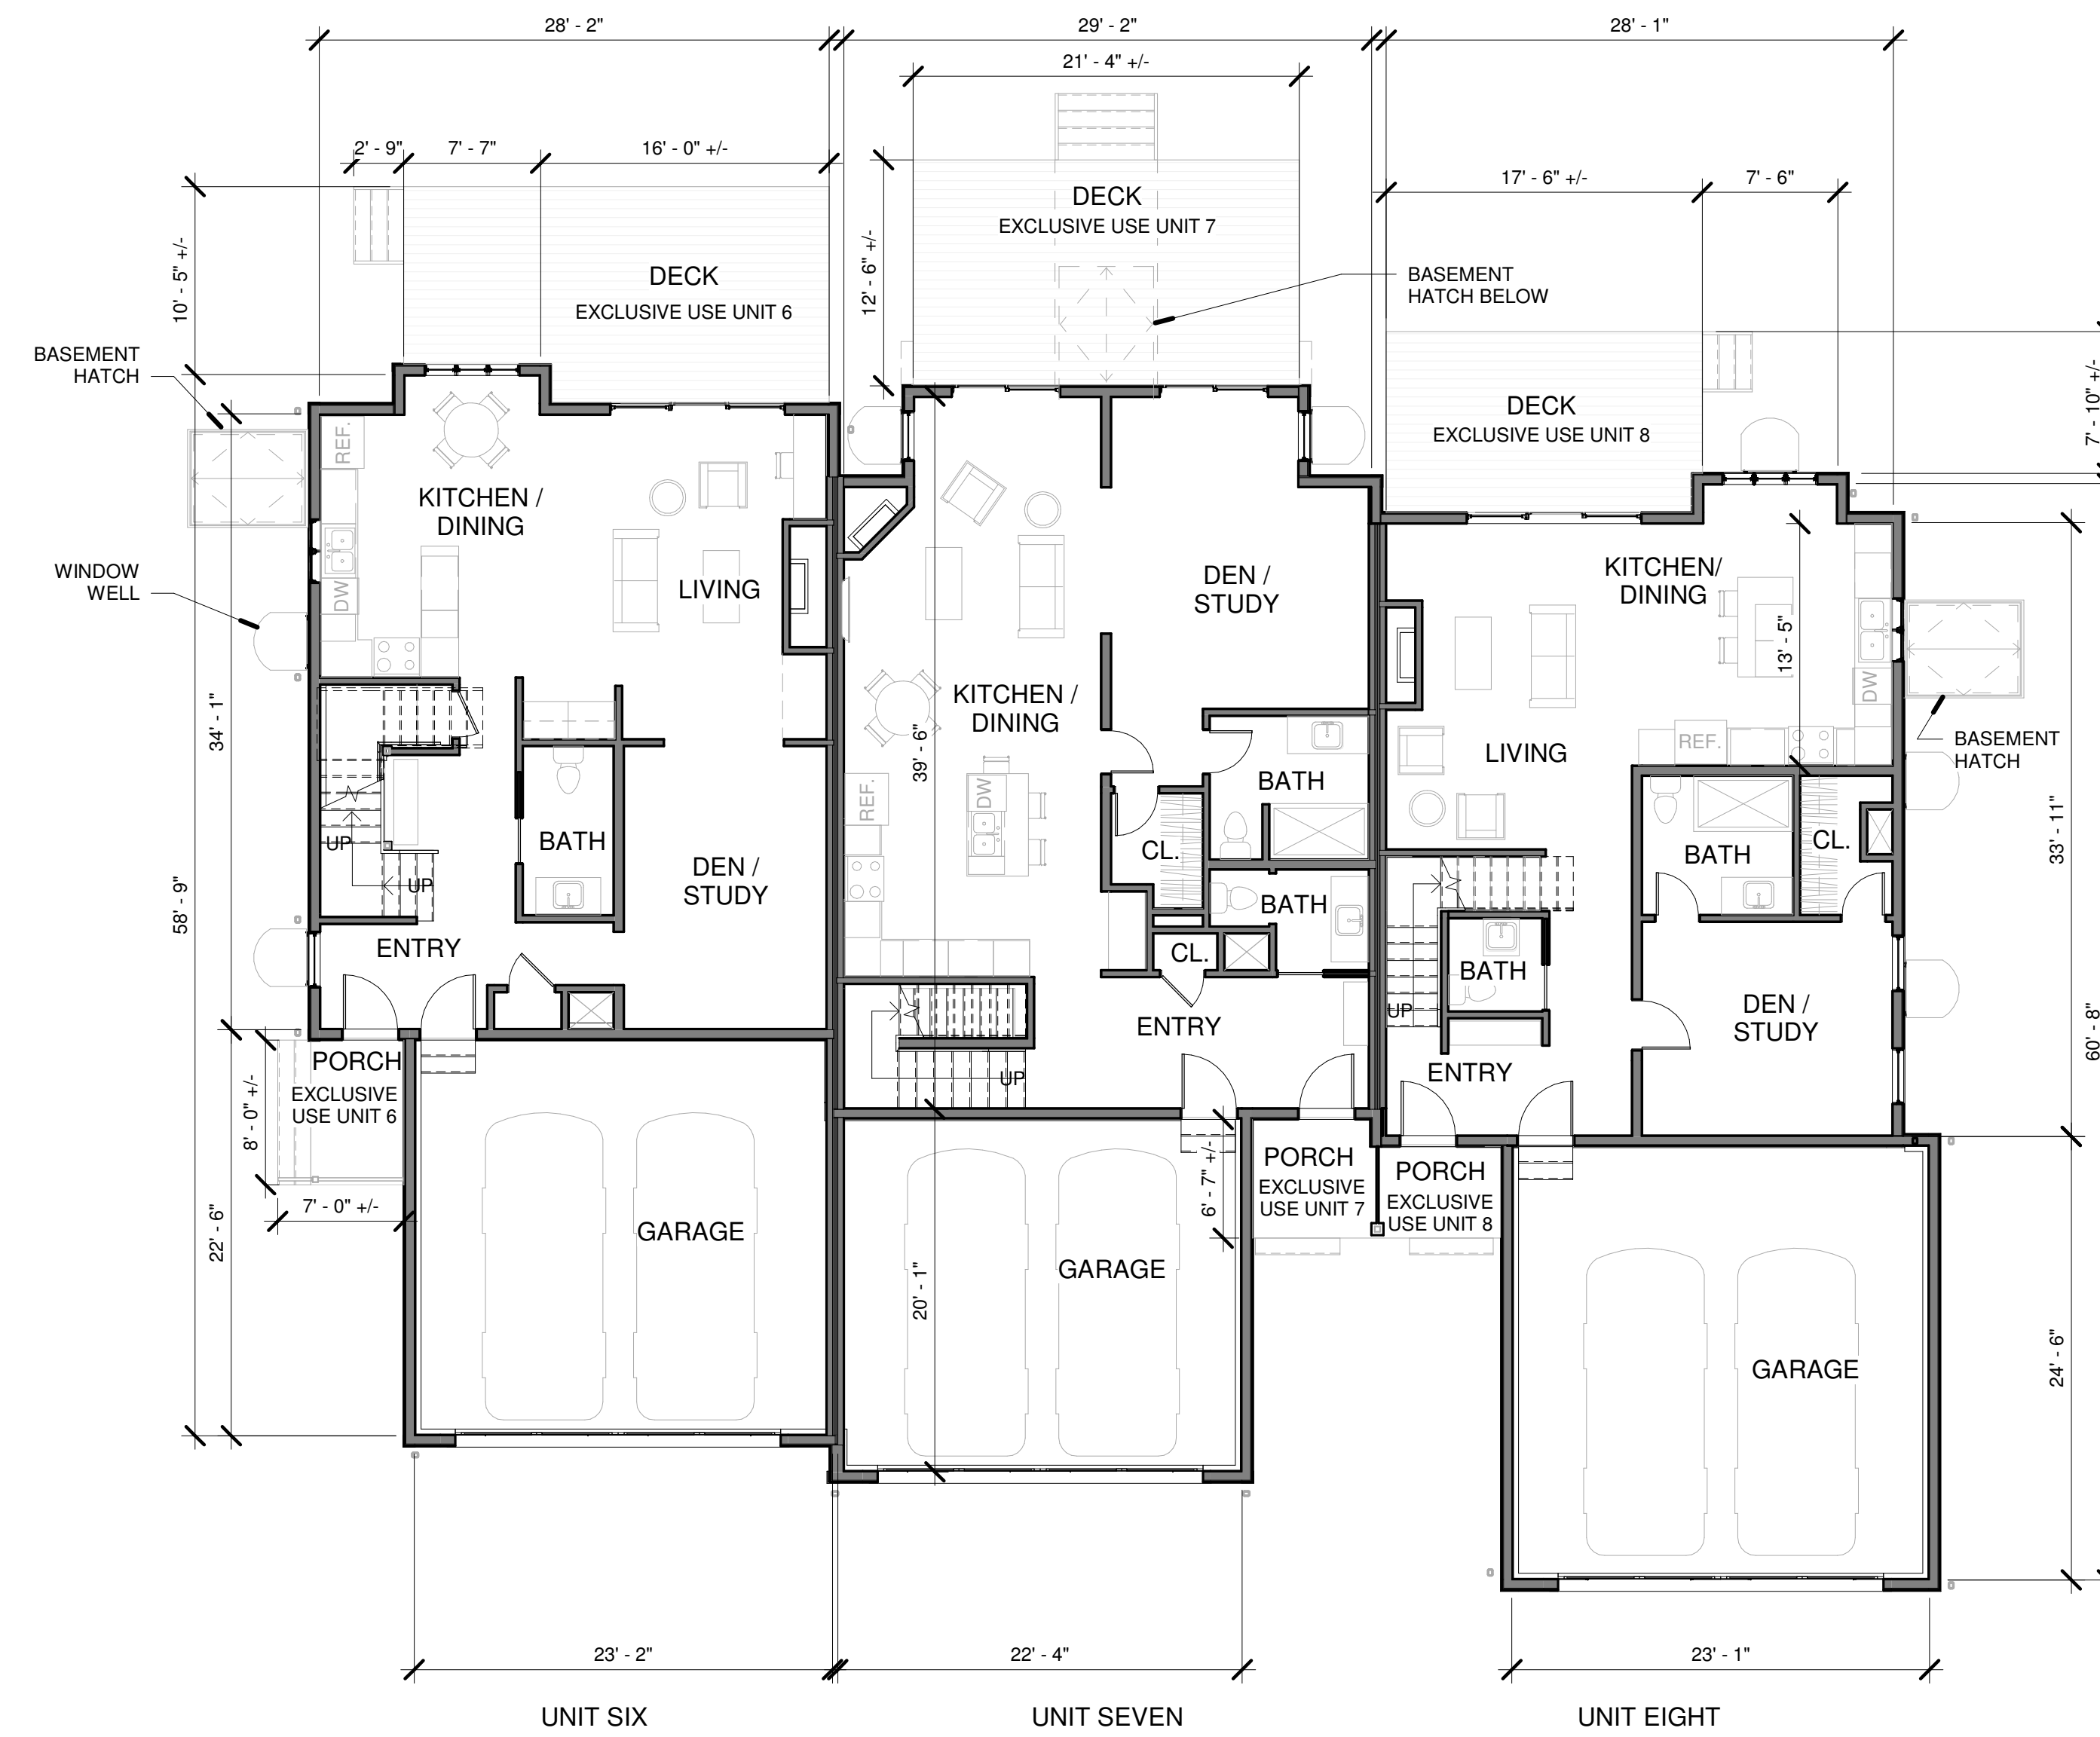 28' - 2"
29' - 2"
28' - 1"
21' - 4" +/-
2' - 9"
7' - 7"
16' - 0" +/-
17' - 6" +/-
7' - 6"
DECK
EXCLUSIVE USE UNIT 7
DECK
EXCLUSIVE USE UNIT 6
10' - 5" +/-
12' - 6" +/-
BASEMENT
HATCH BELOW
BASEMENT
HATCH
DECK
EXCLUSIVE USE UNIT 8
7' - 10" +/-
REF.
KITCHEN /
DINING
WINDOW
WELL
DW
LIVING
DEN /
STUDY
KITCHEN/
DINING
13' - 5"
DW
34' - 1"
KITCHEN /
DINING
39' - 6"
REF.
LIVING
BASEMENT
HATCH
REF.
DW
BATH
UP
BATH
CL.
BATH
CL.
33' - 11"
UP
DEN /
STUDY
58' - 9"
BATH
ENTRY
CL.
BATH
UP
DEN /
STUDY
ENTRY
60' - 8"
PORCH
EXCLUSIVE
USE UNIT 6
UP
ENTRY
8' - 0" +/-
7' - 0" +/-
22' - 6"
GARAGE
6' - 7" +/-
PORCH
EXCLUSIVE
USE UNIT 7
PORCH
EXCLUSIVE
USE UNIT 8
GARAGE
20' - 1"
GARAGE
24' - 6"
23' - 2"
22' - 4"
23' - 1"
UNIT SIX
UNIT SEVEN
UNIT EIGHT